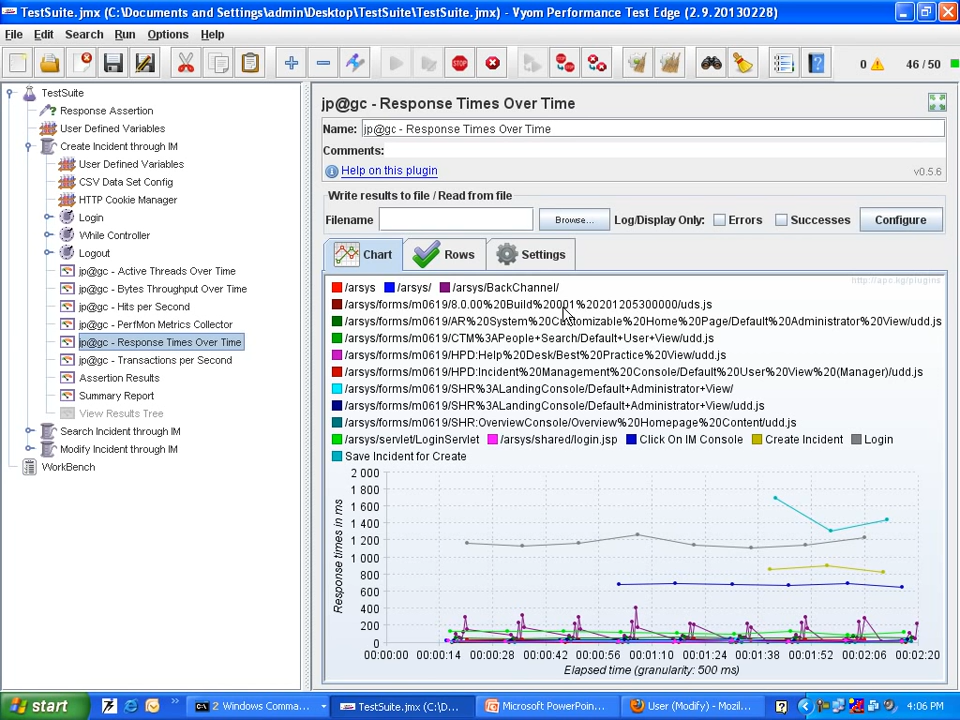 TestSuite.jmx (C:\Documents and Settings\admin\Desktop\TestSuite\TestSuite.jmx) - Vyom Performance Test Edge (2.9.20130228)
File Edit Search Run Options Help
STOP
0 46 / 50
TestSuite
Response Assertion
User Defined Variables
Create Incident through IM
User Defined Variables
CSV Data Set Config
HTTP Cookie Manager
Login
While Controller
Logout
jp@gc - Active Threads Over Time
jp@gc - Bytes Throughput Over Time
jp@gc - Hits per Second
jp@gc - PerfMon Metrics Collector
jp@gc - Response Times Over Time
jp@gc - Transactions per Second
Assertion Results
Summary Report
View Results Tree
Search Incident through IM
Modify Incident through IM
WorkBench
jp@gc - Response Times Over Time
Name: jp@gc - Response Times Over Time
Comments:
Help on this plugin
v0.5.6
Write results to file / Read from file
Filename Browse... Log/Display Only: Errors Successes Configure
Chart Rows Settings
http://apc.kg/plugins
/arsys /arsys/ /arsys/BackChannel/
/arsys/forms/m0619/8.0.00%20Build%20001%20201205300000/uds.js
/arsys/forms/m0619/AR%20System%20Customizable%20Home%20Page/Default%20Administrator%20View/udd.js
/arsys/forms/m0619/CTM%3APeople+Search/Default+User+View/udd.js
/arsys/forms/m0619/HPD:Help%20Desk/Best%20Practice%20View/udd.js
/arsys/forms/m0619/HPD:Incident%20Management%20Console/Default%20User%20View%20(Manager)/udd.js
/arsys/forms/m0619/SHR%3ALandingConsole/Default+Administrator+View/
/arsys/forms/m0619/SHR%3ALandingConsole/Default+Administrator+View/udd.js
/arsys/forms/m0619/SHR:OverviewConsole/Overview%20Homepage%20Content/udd.js
/arsys/servlet/LoginServlet /arsys/shared/login.jsp Click On IM Console Create Incident Login
Save Incident for Create
2 000
1 800
1 600
1 400
1 200
1 000
800
600
400
200
0
Response times in ms
00:00:00 00:00:14 00:00:28 00:00:42 00:00:56 00:01:10 00:01:24 00:01:38 00:01:52 00:02:06 00:02:20
Elapsed time (granularity: 500 ms)
start 2 Windows Comma... TestSuite.jmx (C:\D... Microsoft PowerPoin... User (Modify) - Mozil... 4:06 PM